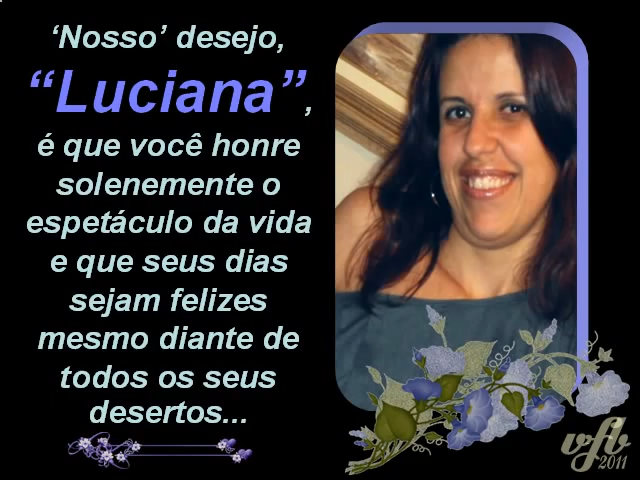 ‘Nosso’ desejo,
“Luciana”,
é que você honre
solenemente o
espetáculo da vida
e que seus dias
sejam felizes
mesmo diante de
todos os seus
desertos...
vfv
2011